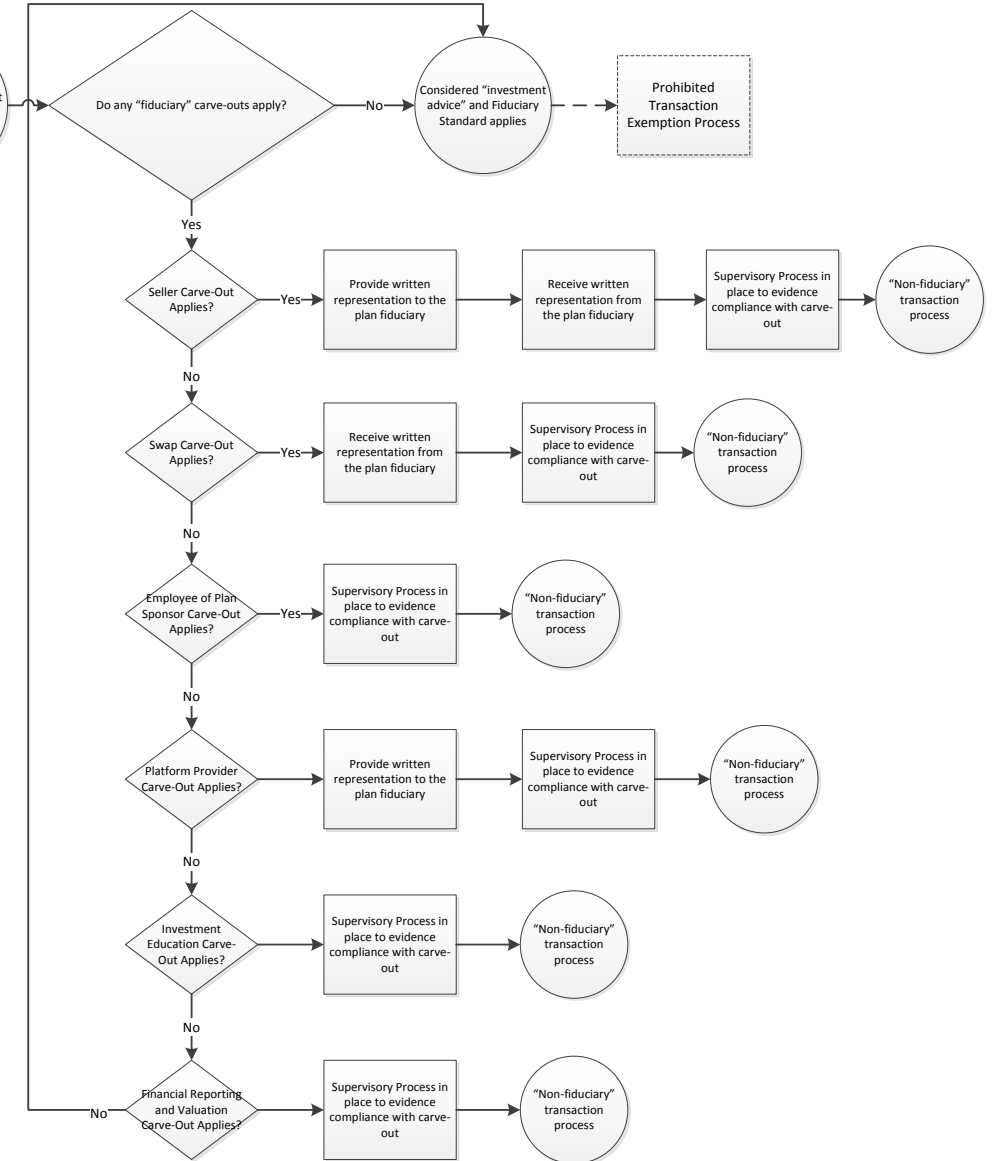 t
Do any “fiduciary” carve-outs apply?
No
Considered “investment
advice” and Fiduciary
Standard applies
Prohibited
Transaction
Exemption Process
Yes
Seller Carve-Out
Applies?
Yes
Provide written
representation to the
plan fiduciary
Receive written
representation from
the plan fiduciary
Supervisory Process in
place to evidence
compliance with carve-
out
“Non-fiduciary”
transaction
process
No
Swap Carve-Out
Applies?
Yes
Receive written
representation from
the plan fiduciary
Supervisory Process in
place to evidence
compliance with carve-
out
“Non-fiduciary”
transaction
process
No
Employee of Plan
Sponsor Carve-Out
Applies?
Yes
Supervisory Process in
place to evidence
compliance with carve-
out
“Non-fiduciary”
transaction
process
No
Platform Provider
Carve-Out Applies?
Provide written
representation to the
plan fiduciary
Supervisory Process in
place to evidence
compliance with carve-
out
“Non-fiduciary”
transaction
process
No
Investment
Education Carve-
Out Applies?
Supervisory Process in
place to evidence
compliance with carve-
out
“Non-fiduciary”
transaction
process
No
Financial Reporting
and Valuation
Carve-Out Applies?
No
Supervisory Process in
place to evidence
compliance with carve-
out
“Non-fiduciary”
transaction
process